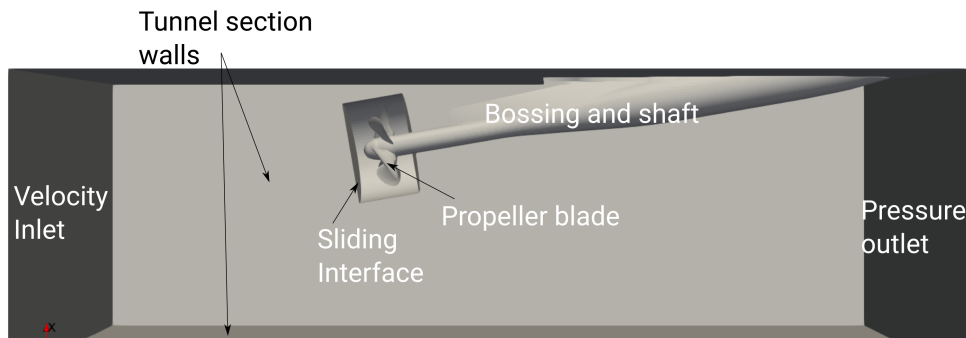 Tunnel section
walls
Bossing and shaft
Velocity
Inlet
Propeller blade
Pressure
outlet
Sliding
Interface
X